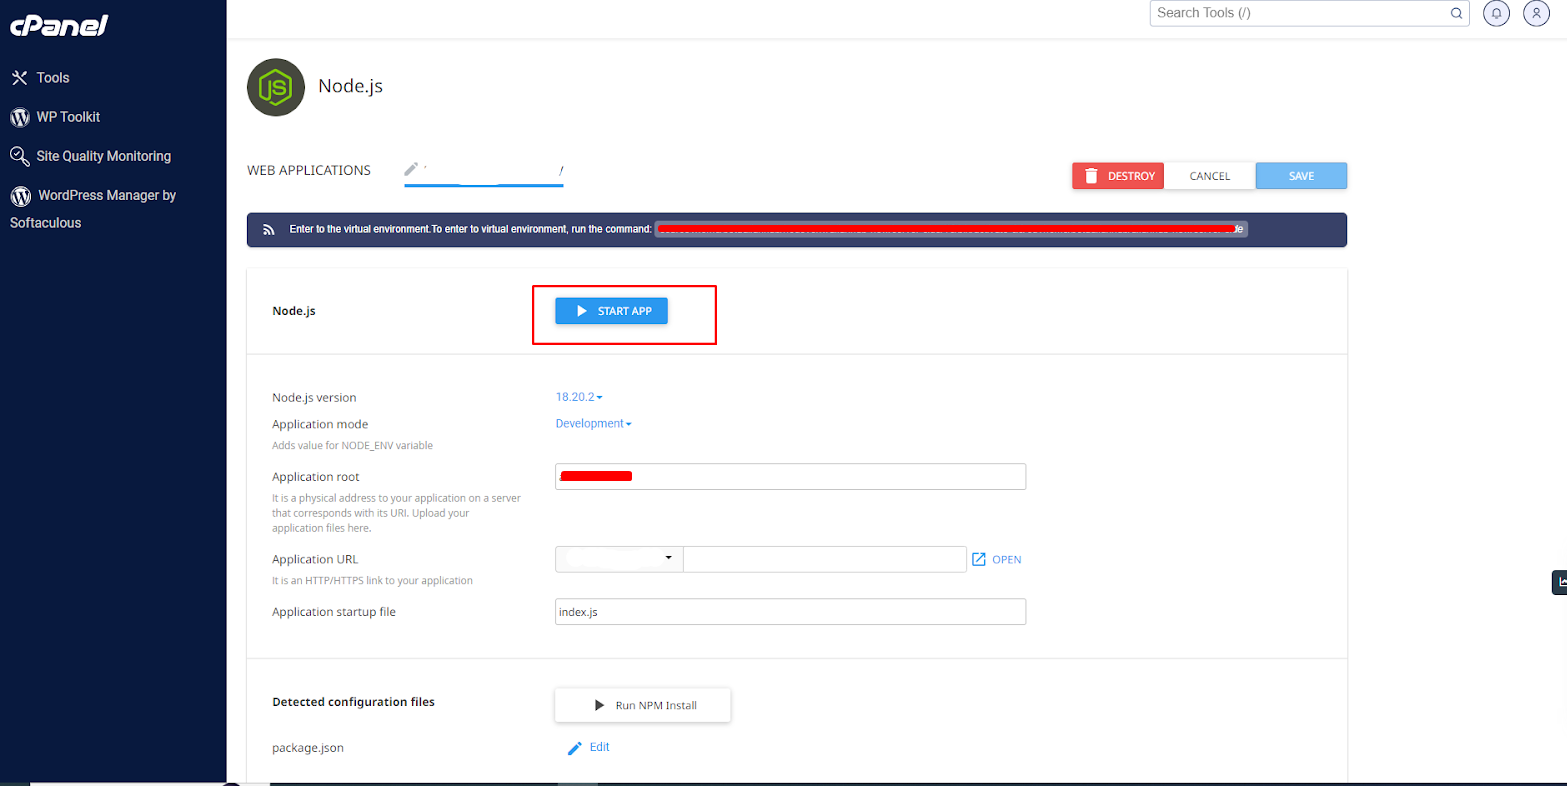 cPanel
Search Tools (/)
Tools
WP Toolkit
Site Quality Monitoring
WordPress Manager by
Softaculous
JS
Node.js
WEB APPLICATIONS
/
DESTROY
CANCEL
SAVE
Enter to the virtual environment.To enter to virtual environment, run the command:
Node.js
START APP
Node.js version
18.20.2
Application mode
Development
Adds value for NODE_ENV variable
Application root
It is a physical address to your application on a server
that corresponds with its URI. Upload your
application files here.
Application URL
OPEN
It is an HTTP/HTTPS link to your application
Application startup file
index.js
Detected configuration files
Run NPM Install
package.json
Edit